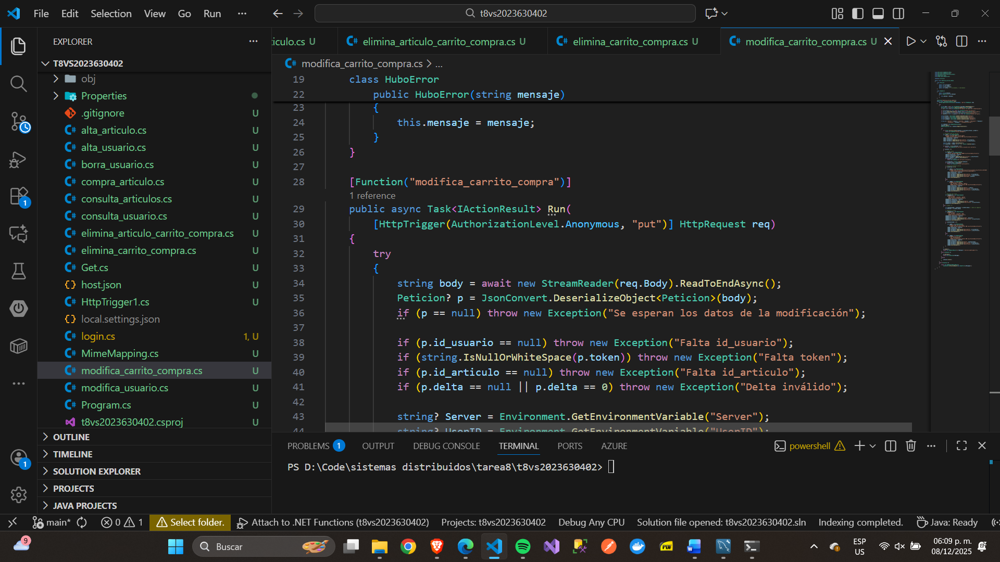 File Edit Selection View Go Run ···
t8vs2023630402
EXPLORER
T8VS2023630402
obj
Properties
.gitignore U
alta_articulo.cs U
alta_usuario.cs U
borra_usuario.cs U
compra_articulo.cs U
consulta_articulos.cs U
consulta_usuario.cs U
elimina_articulo_carrito_compra.cs U
elimina_carrito_compra.cs U
Get.cs U
host.json U
HttpTrigger1.cs U
local.settings.json
login.cs 1, U
MimeMapping.cs U
modifica_carrito_compra.cs U
modifica_usuario.cs U
Program.cs U
t8vs2023630402.csproj U
OUTLINE
TIMELINE
SOLUTION EXPLORER
PROJECTS
JAVA PROJECTS
iculo.cs U
elimina_articulo_carrito_compra.cs U
elimina_carrito_compra.cs U
modifica_carrito_compra.cs U
modifica_carrito_compra.cs > ...
19 class HuboError
22 public HuboError(string mensaje)
23 {
24 this.mensaje = mensaje;
25 }
26 }
27
28 [Function("modifica_carrito_compra")]
1 reference
29 public async Task<IActionResult> Run(
30 [HttpTrigger(AuthorizationLevel.Anonymous, "put")] HttpRequest req)
31 {
32 try
33 {
34 string body = await new StreamReader(req.Body).ReadToEndAsync();
35 Peticion? p = JsonConvert.DeserializeObject<Peticion>(body);
36 if (p == null) throw new Exception("Se esperan los datos de la modificación");
37
38 if (p.id_usuario == null) throw new Exception("Falta id_usuario");
39 if (string.IsNullOrWhiteSpace(p.token)) throw new Exception("Falta token");
40 if (p.id_articulo == null) throw new Exception("Falta id_articulo");
41 if (p.delta == null || p.delta == 0) throw new Exception("Delta inválido");
42
43 string? Server = Environment.GetEnvironmentVariable("Server");
44 string? UserID = Environment.GetEnvironmentVariable("UserID");
PROBLEMS 1 OUTPUT DEBUG CONSOLE TERMINAL PORTS AZURE
powershell
PS D:\Code\sistemas distribuidos\tarea8\t8vs2023630402>
1
1
main* 0 1 Select folder. Attach to .NET Functions (t8vs2023630402) Projects: t8vs2023630402 Debug Any CPU Solution file opened: t8vs2023630402.sln Indexing completed. Java: Ready
9
Buscar
PDF
ESP
US
06:09 p. m.
08/12/2025